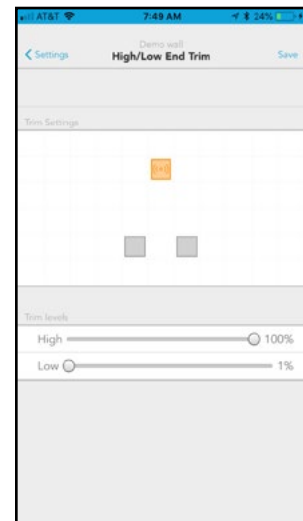 AT&T 7:49 AM 24%
Demo wall
Settings High/Low End Trim Save
Trim Settings
Trim levels
High 100%
Low 1%